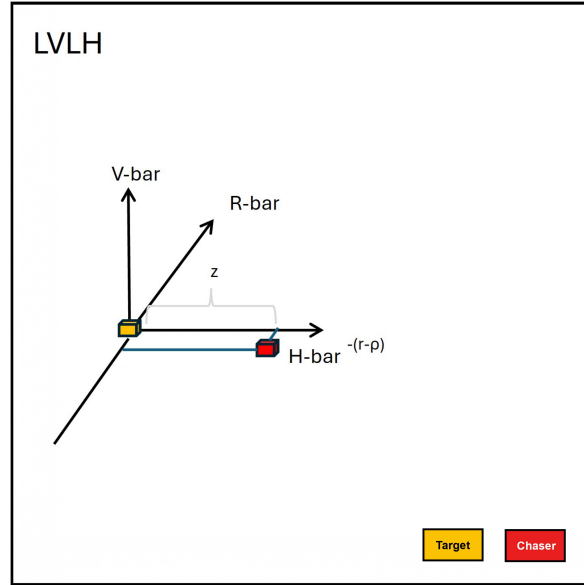 LVLH
V-bar
R-bar
z
H-bar
-(r-ρ)
Target
Chaser